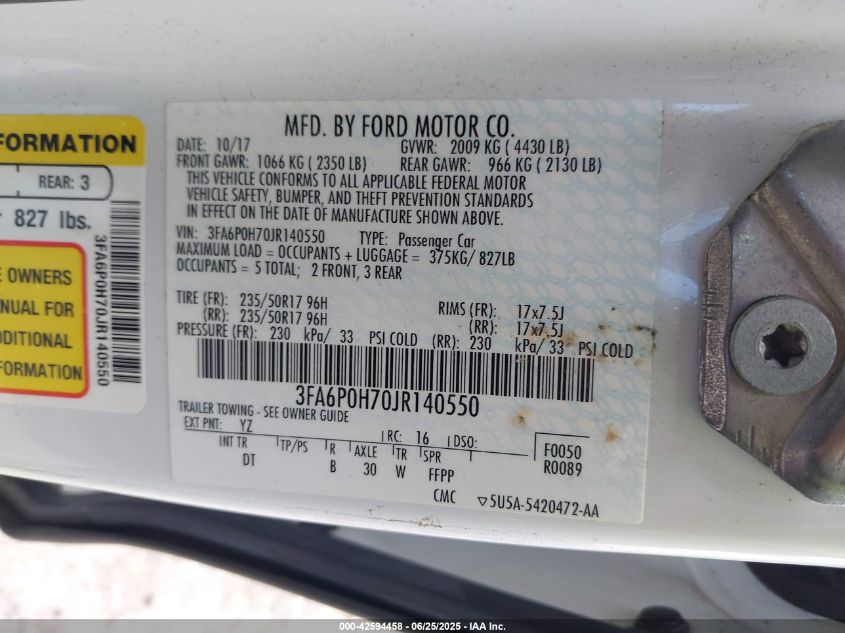 FORMATION
REAR: 3
r 827 lbs.
E OWNERS
ANUAL FOR
DDITIONAL
FORMATION
3FA6P0H70JR140550
MFD. BY FORD MOTOR CO.
DATE: 10/17 GVWR: 2009 KG ( 4430 LB)
FRONT GAWR: 1066 KG ( 2350 LB) REAR GAWR: 966 KG ( 2130 LB)
THIS VEHICLE CONFORMS TO ALL APPLICABLE FEDERAL MOTOR
VEHICLE SAFETY, BUMPER, AND THEFT PREVENTION STANDARDS
IN EFFECT ON THE DATE OF MANUFACTURE SHOWN ABOVE.
VIN: 3FA6P0H70JR140550 TYPE: Passenger Car
MAXIMUM LOAD = OCCUPANTS + LUGGAGE = 375KG/ 827LB
OCCUPANTS = 5 TOTAL; 2 FRONT, 3 REAR
TIRE (FR): 235/50R17 96H RIMS (FR): 17x7.5J
(RR): 235/50R17 96H (RR): 17x7.5J
PRESSURE (FR): 230 kPa/ 33 PSI COLD (RR): 230 kPa/ 33 PSI COLD
3FA6P0H70JR140550
TRAILER TOWING - SEE OWNER GUIDE
EXT PNT: YZ RC: 16 DSO: F0050
INT TR TP/PS R AXLE TR SPR R0089
DT B 30 W FFPP
CMC ▽5U5A-5420472-AA
000-42594458 - 06/25/2025 - IAA Inc.